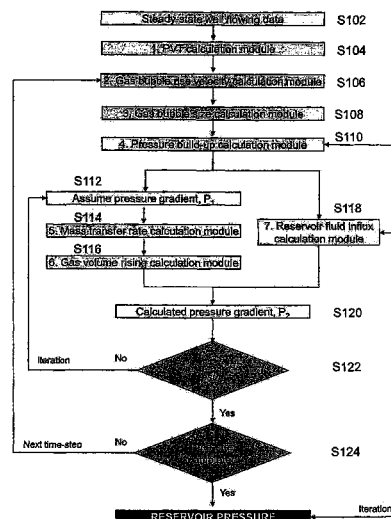 Steady-state well flowing data S102
1. PVT calculation module S104
2. Gas bubble rise velocity calculation module S106
3. Gas bubble size calculation module S108
4. Pressure build-up calculation module S110
S112
Assume pressure gradient, P₁
S114
5. Mass transfer rate calculation module
S116
6. Gas volume rising calculation module
S118
7. Reservoir fluid influx
calculation module
Calculated pressure gradient, P₂ S120
Iteration No S122
Yes
Next time-step No S124
Yes
Iteration
RESERVOIR PRESSURE